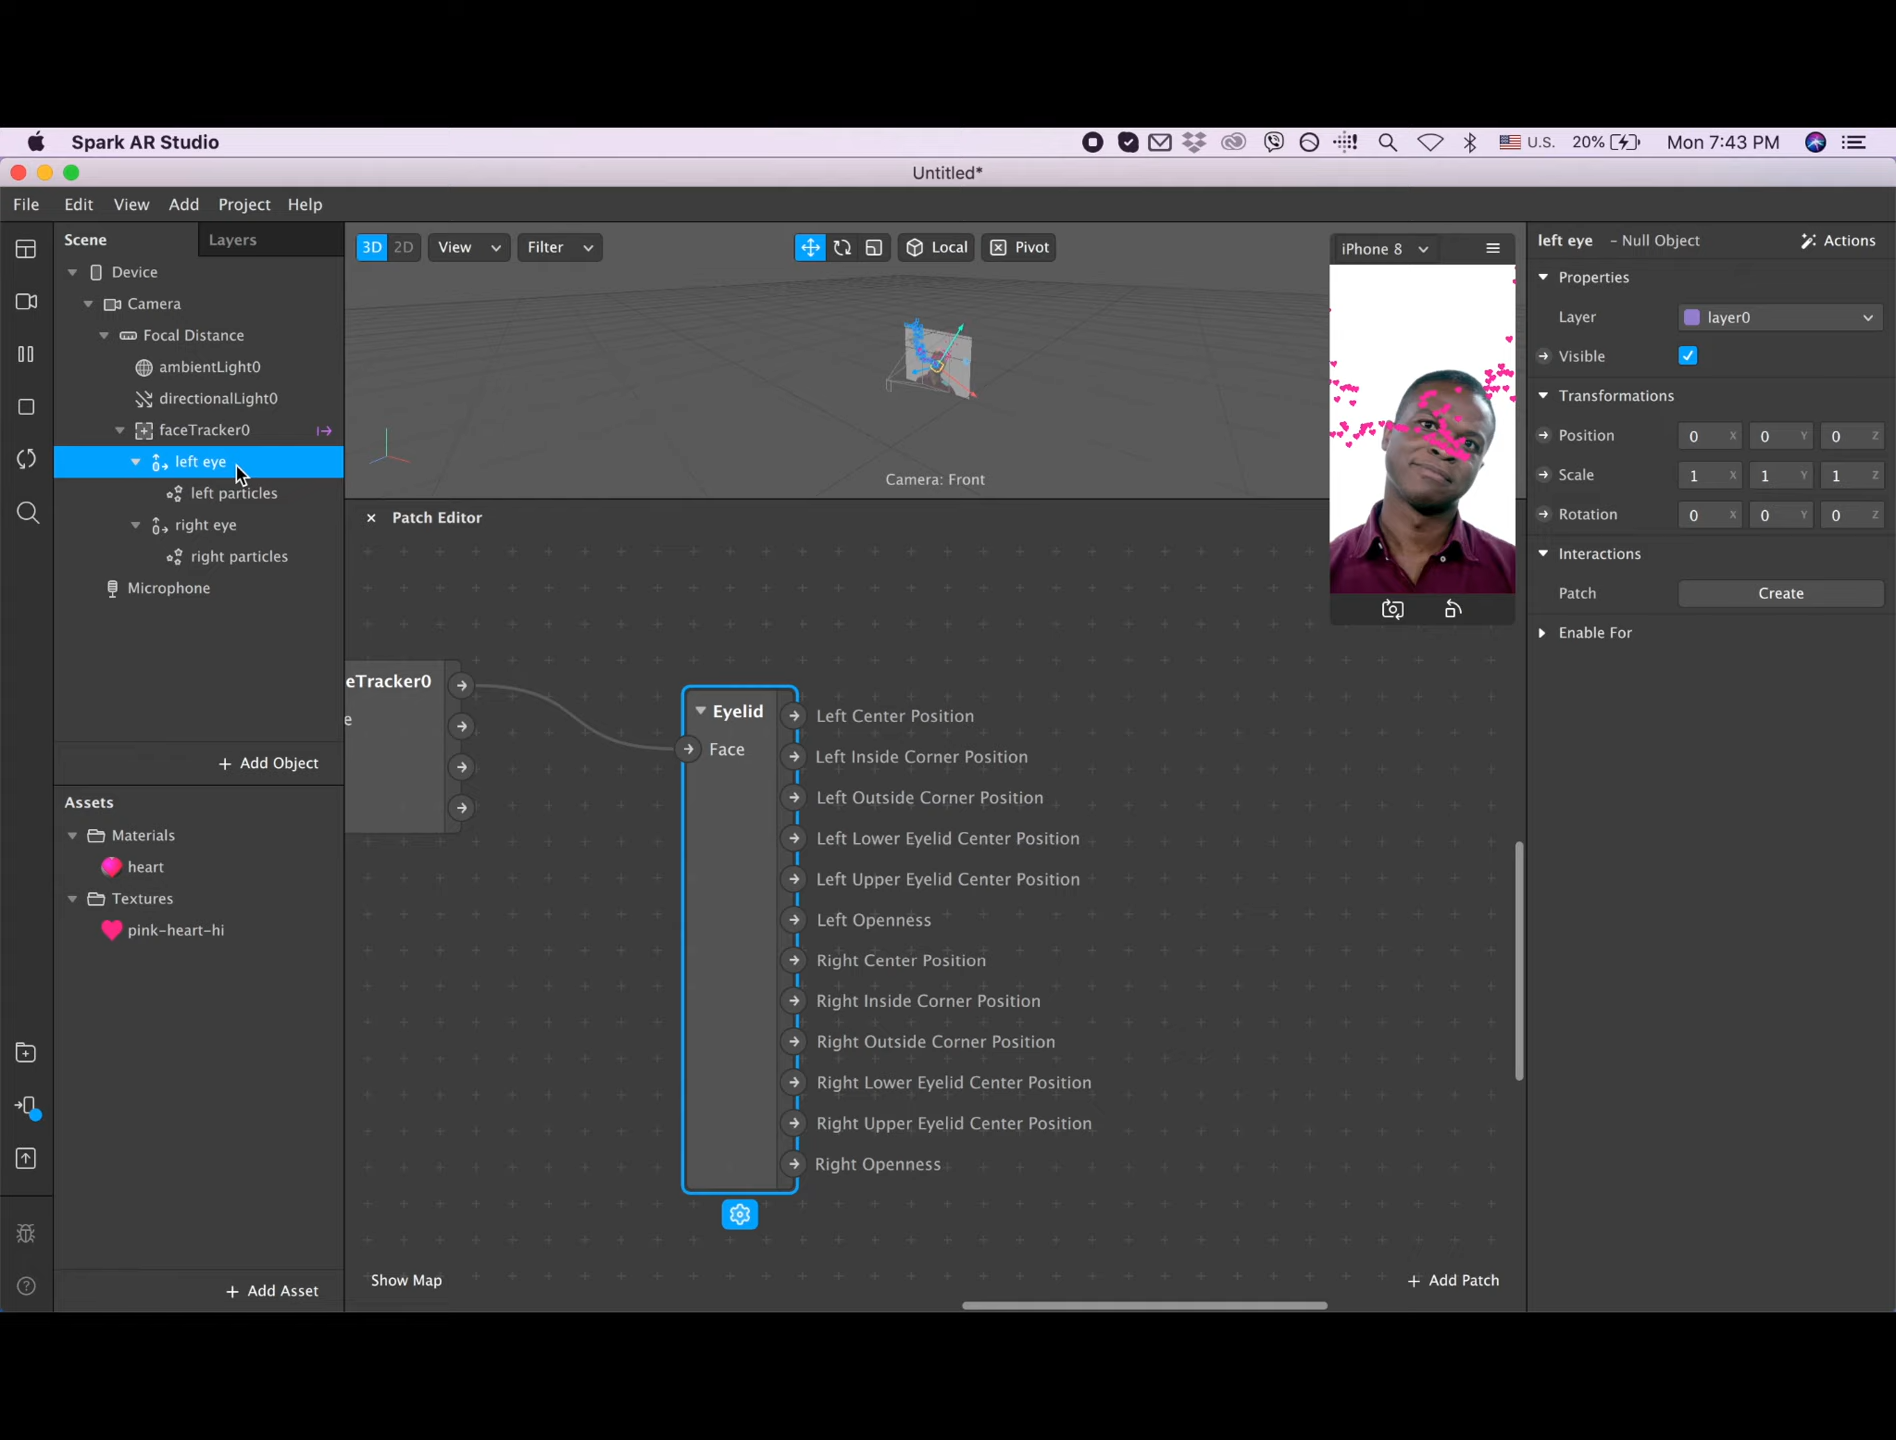 Spark AR Studio
U.S.
20%
Mon 7:43 PM
Untitled*
File Edit View Add Project Help
Scene
Layers
Device
Camera
Focal Distance
ambientLight0
directionalLight0
faceTracker0
left eye
left particles
right eye
right particles
Microphone
+ Add Object
Assets
Materials
heart
Textures
pink-heart-hi
+ Add Asset
3D 2D
View
Filter
Local
Pivot
Camera: Front
iPhone 8
× Patch Editor
eTracker0
e
Eyelid
Face
Left Center Position
Left Inside Corner Position
Left Outside Corner Position
Left Lower Eyelid Center Position
Left Upper Eyelid Center Position
Left Openness
Right Center Position
Right Inside Corner Position
Right Outside Corner Position
Right Lower Eyelid Center Position
Right Upper Eyelid Center Position
Right Openness
Show Map
+ Add Patch
left eye - Null Object
Actions
Properties
Layer layer0
Visible
Transformations
Position 0 X 0 Y 0 Z
Scale 1 X 1 Y 1 Z
Rotation 0 X 0 Y 0 Z
Interactions
Patch Create
Enable For